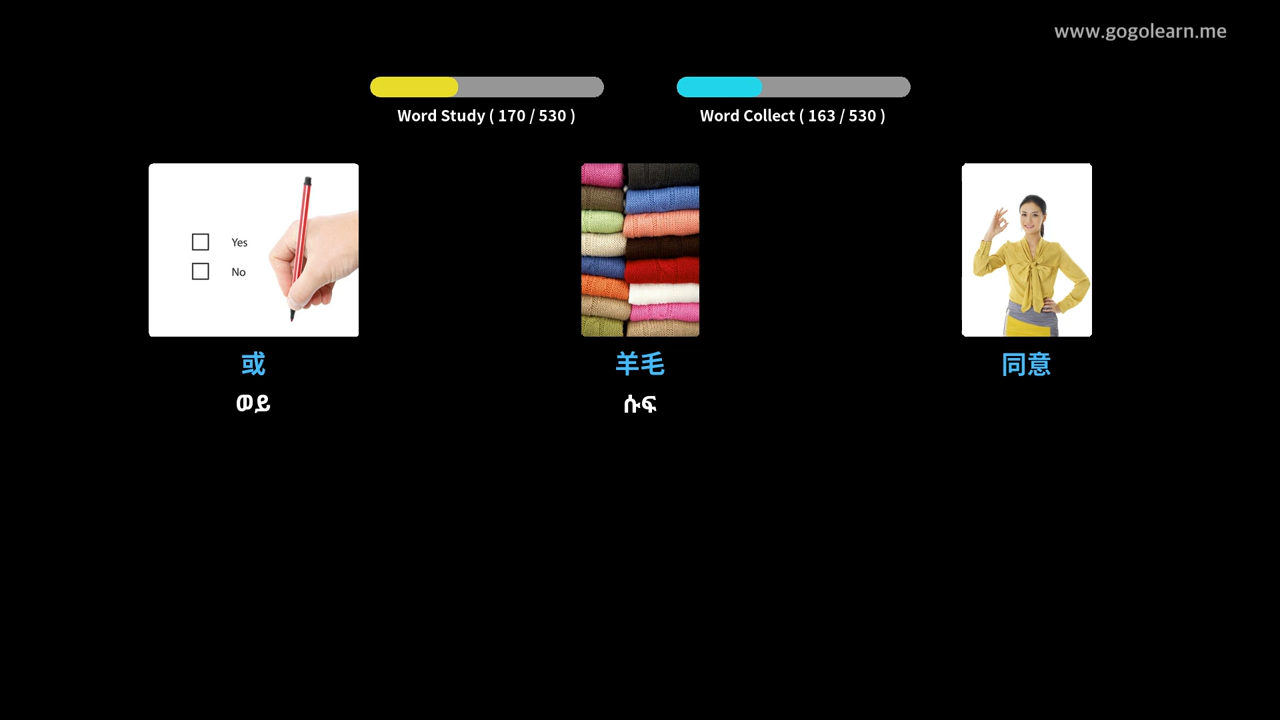 www.gogolearn.me
Word Study ( 170 / 530 )
Word Collect ( 163 / 530 )
Yes
No
或
羊毛
同意
ወይ
ሱፍ